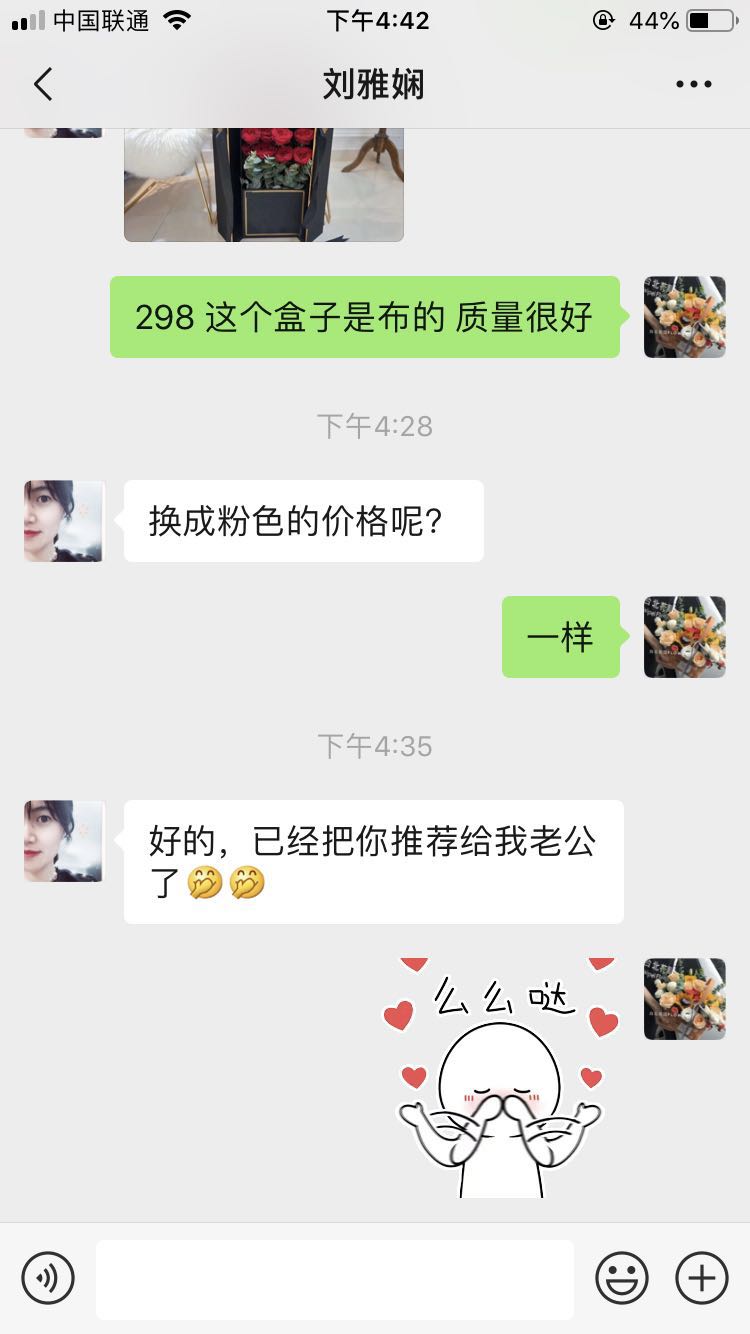 中国联通
下午4:42
44%
刘雅娴
298 这个盒子是布的 质量很好
下午4:28
换成粉色的价格呢?
一样
下午4:35
好的，已经把你推荐给我老公
了🤭🤭
么么哒